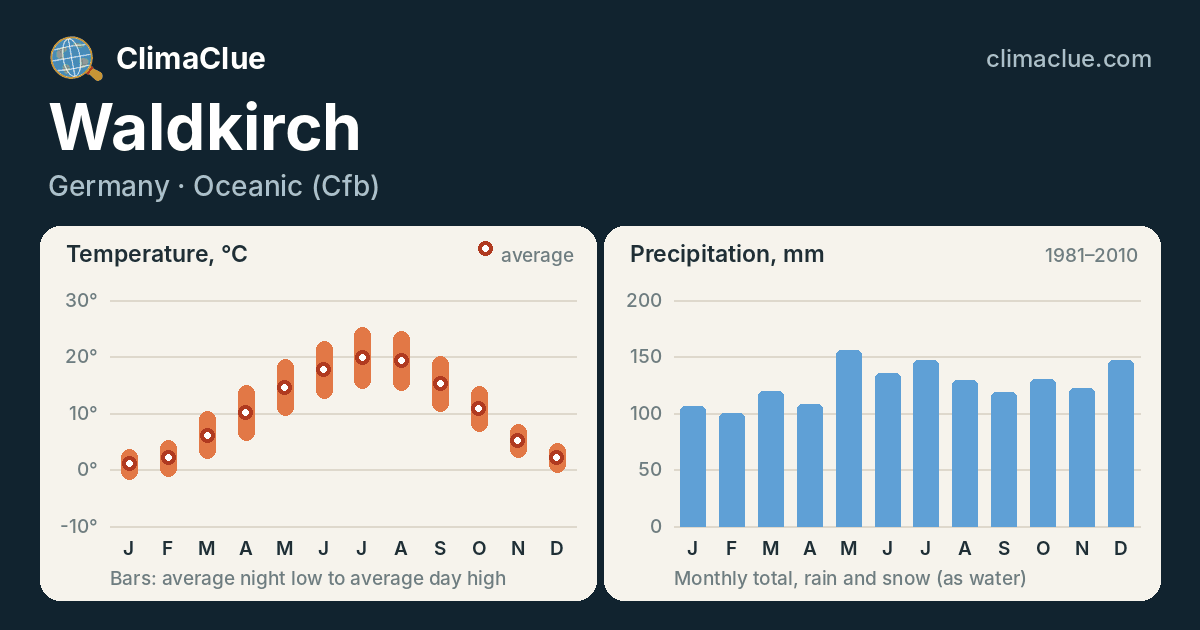 ClimaClue
climaclue.com
Waldkirch
Germany · Oceanic (Cfb)
Temperature, °C
average
30°
20°
10°
0°
-10°
J F M A M J J A S O N D
Bars: average night low to average day high
Precipitation, mm
1981–2010
200
150
100
50
0
J F M A M J J A S O N D
Monthly total, rain and snow (as water)